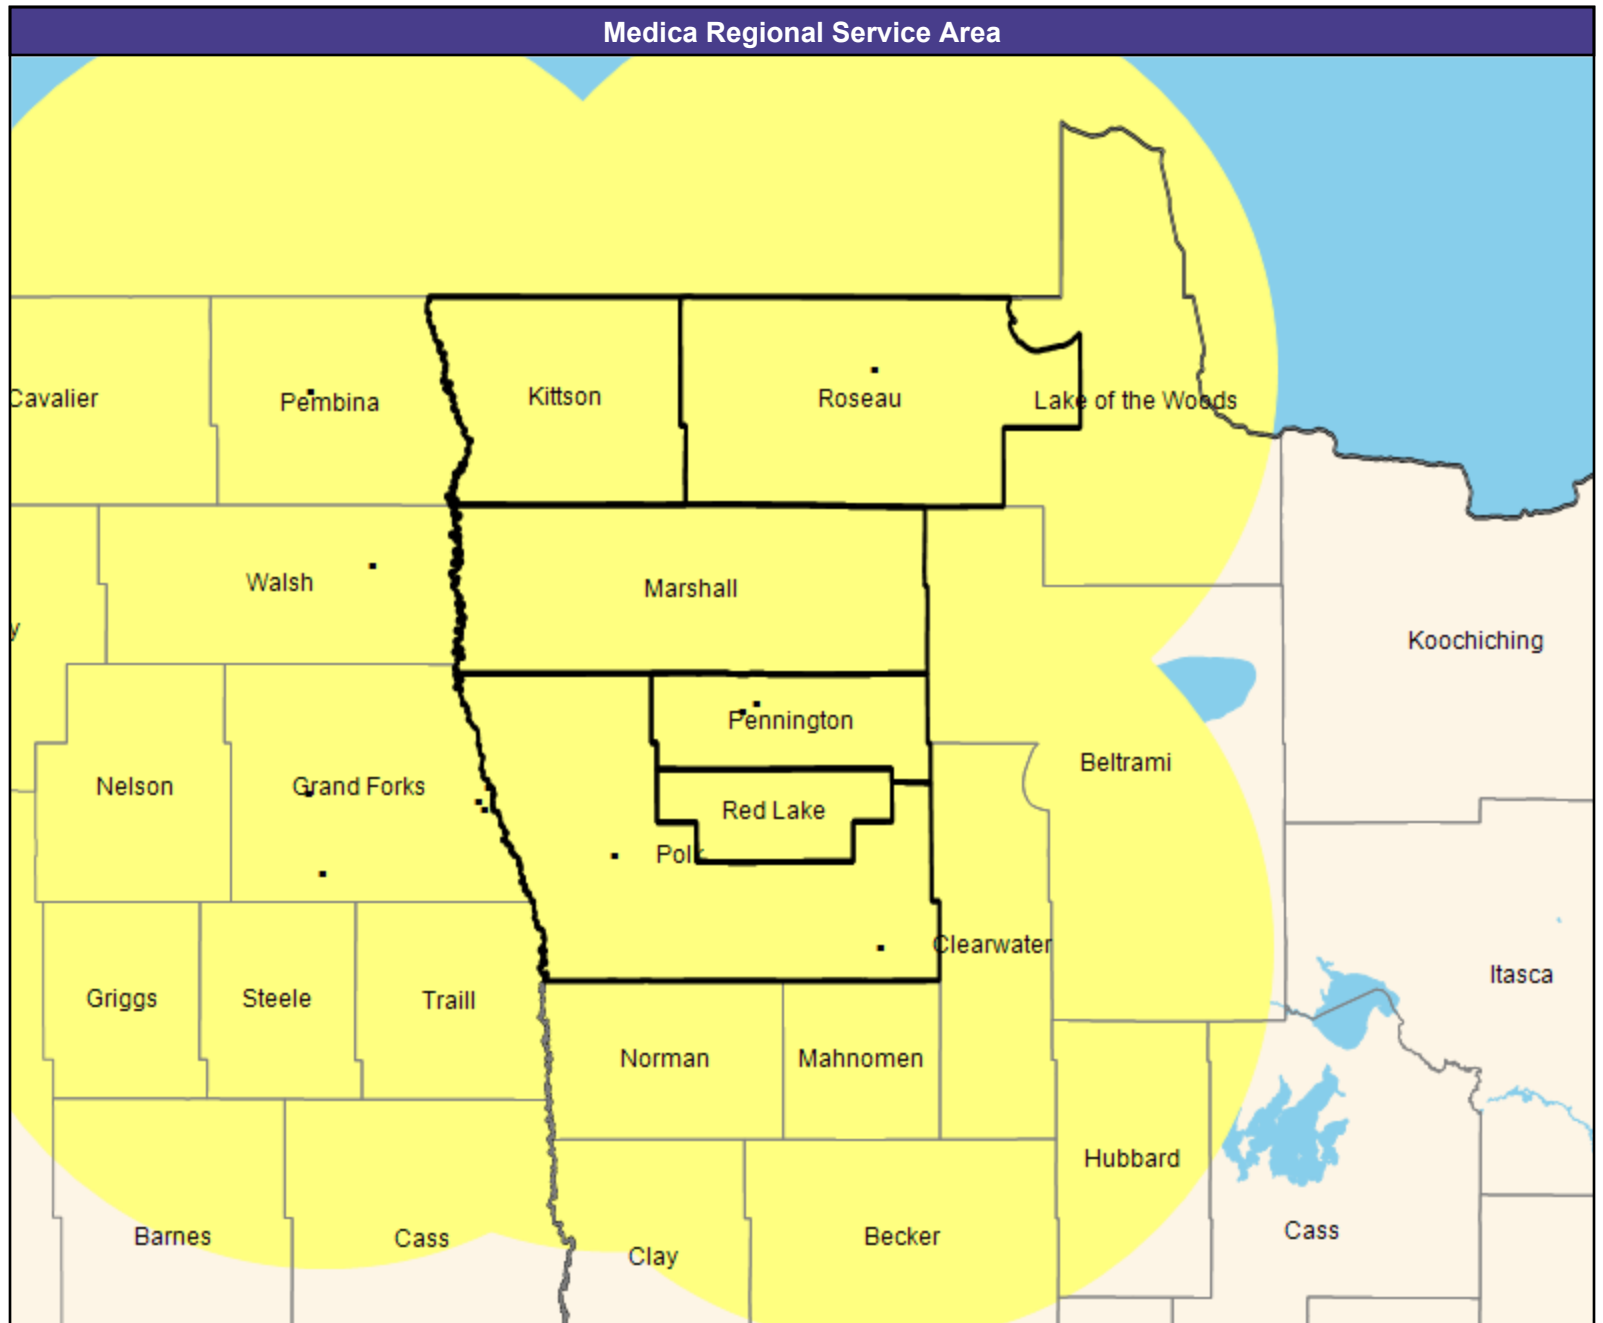 Medica Regional Service Area
Cavalier
Pembina
Kittson
Roseau
Lake of the Woods
Walsh
Marshall
y
Koochiching
Nelson
Grand Forks
Pennington
Beltrami
Red Lake
Polk
Clearwater
Griggs
Steele
Traill
Itasca
Norman
Mahnomen
Hubbard
Barnes
Cass
Clay
Becker
Cass